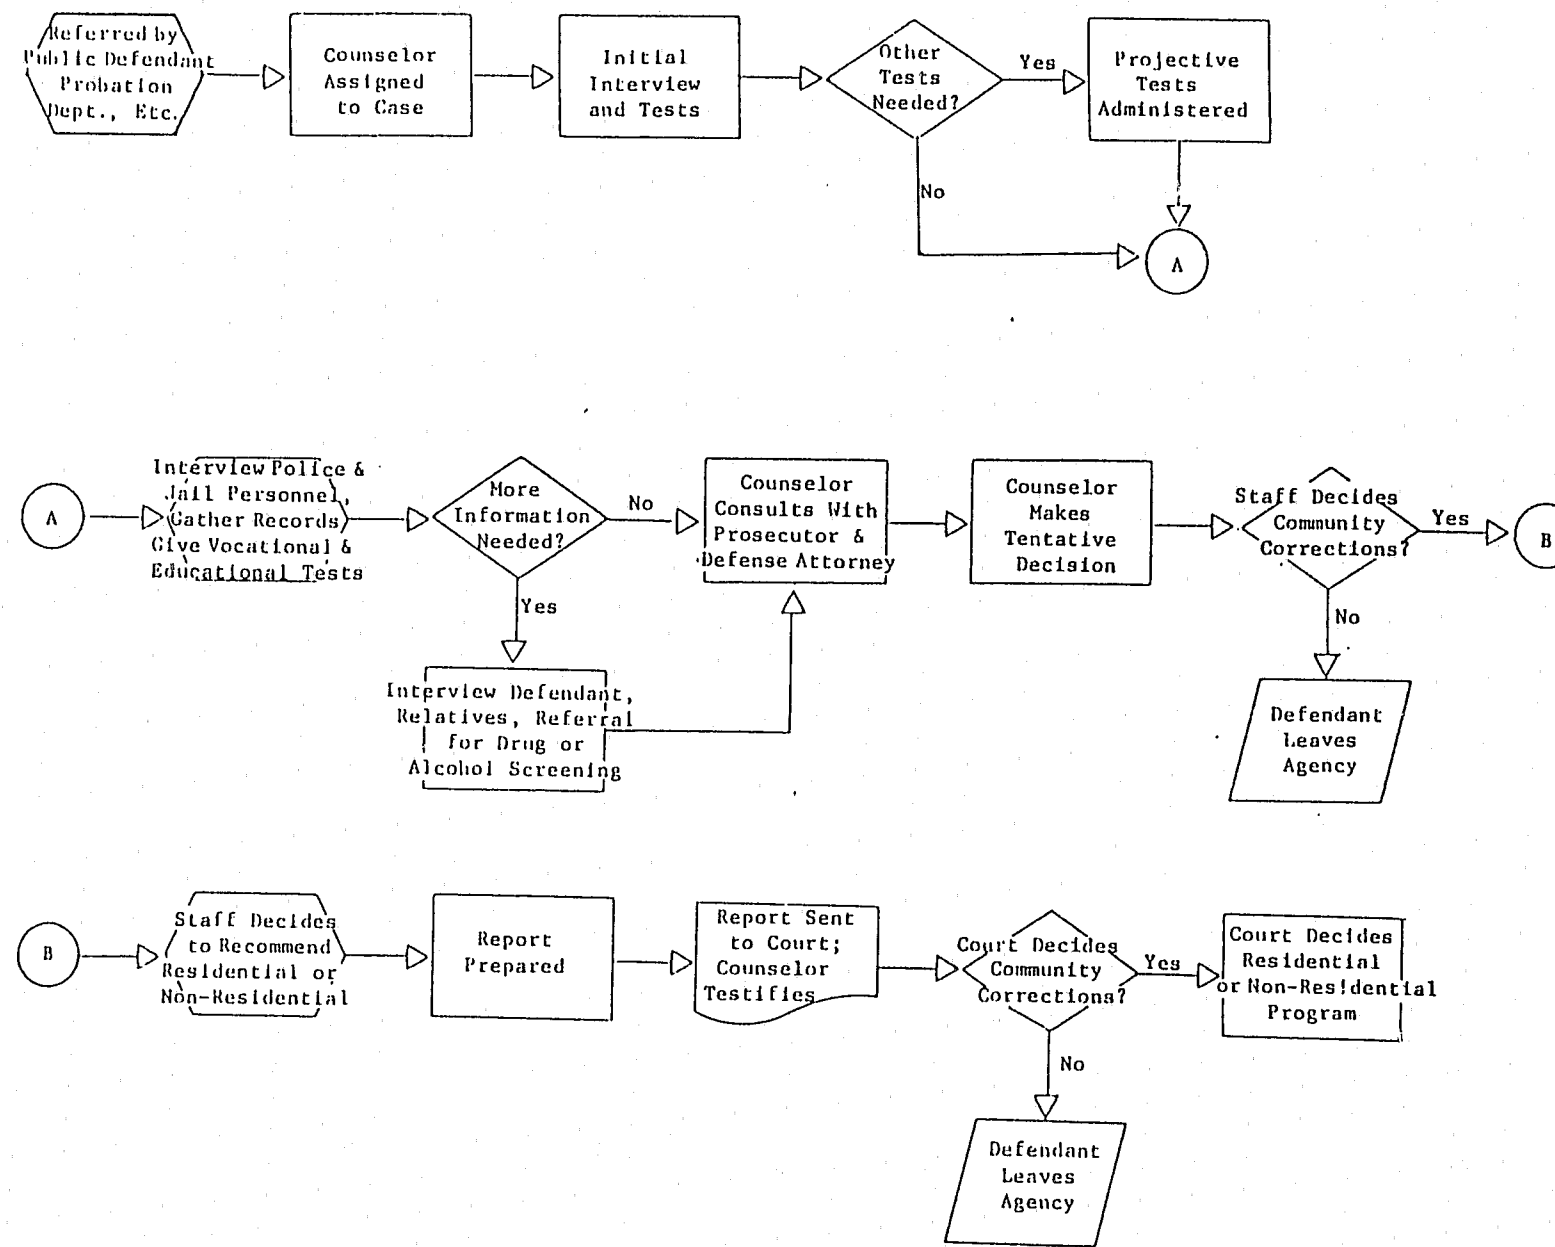 Referred by
Public Defendant
Probation
Dept., Etc.
Counselor
Assigned
to Case
Initial
Interview
and Tests
Other
Tests
Needed?
Yes
Projective
Tests
Administered
No
A
A
Interview Police &
Jail Personnel,
Gather Records
Give Vocational &
Educational Tests
More
Information
Needed?
No
Yes
Interview Defendant,
Relatives, Referral
for Drug or
Alcohol Screening
Counselor
Consults With
Prosecutor &
Defense Attorney
Counselor
Makes
Tentative
Decision
Staff Decides
Community
Corrections?
Yes
B
No
Defendant
Leaves
Agency
B
Staff Decides
to Recommend
Residential or
Non-Residential
Report
Prepared
Report Sent
to Court;
Counselor
Testifies
Court Decides
Community
Corrections?
Yes
Court Decides
Residential
or Non-Residential
Program
No
Defendant
Leaves
Agency